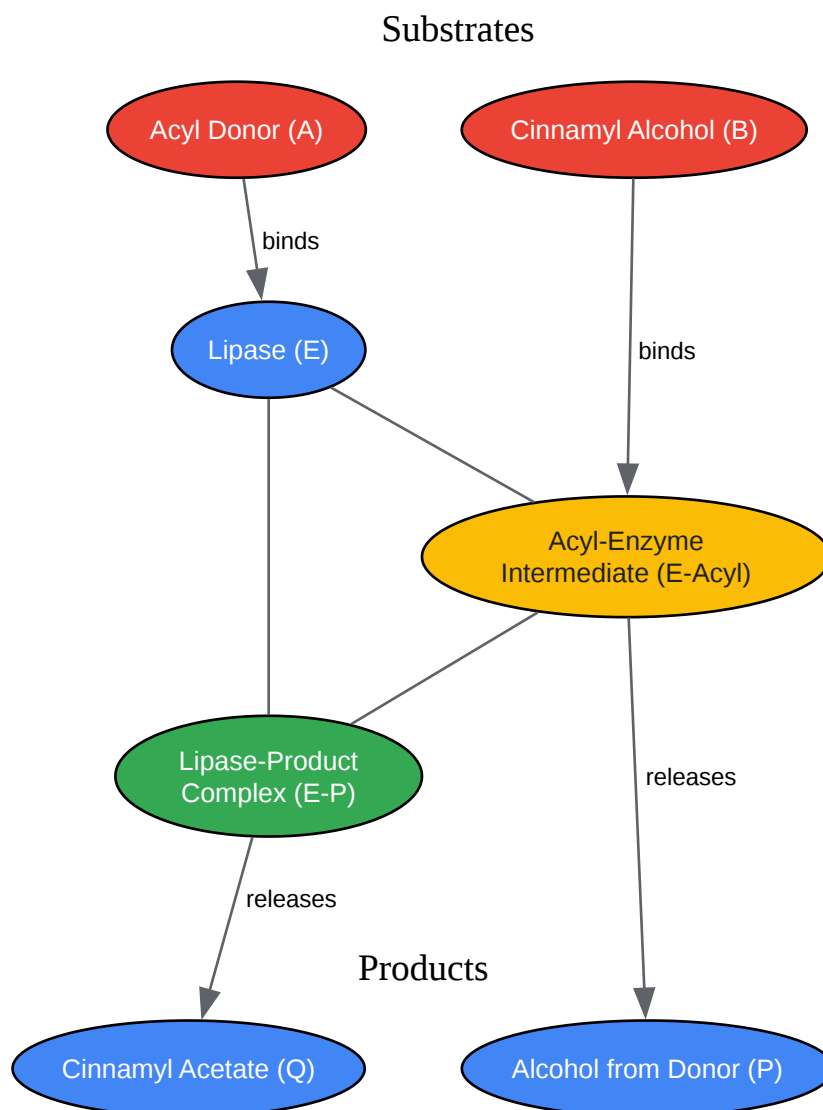 Substrates
Acyl Donor (A)
Cinnamyl Alcohol (B)
binds
Lipase (E)
binds
Acyl-Enzyme
Intermediate (E-Acyl)
Lipase-Product
Complex (E-P)
releases
releases
Products
Cinnamyl Acetate (Q)
Alcohol from Donor (P)